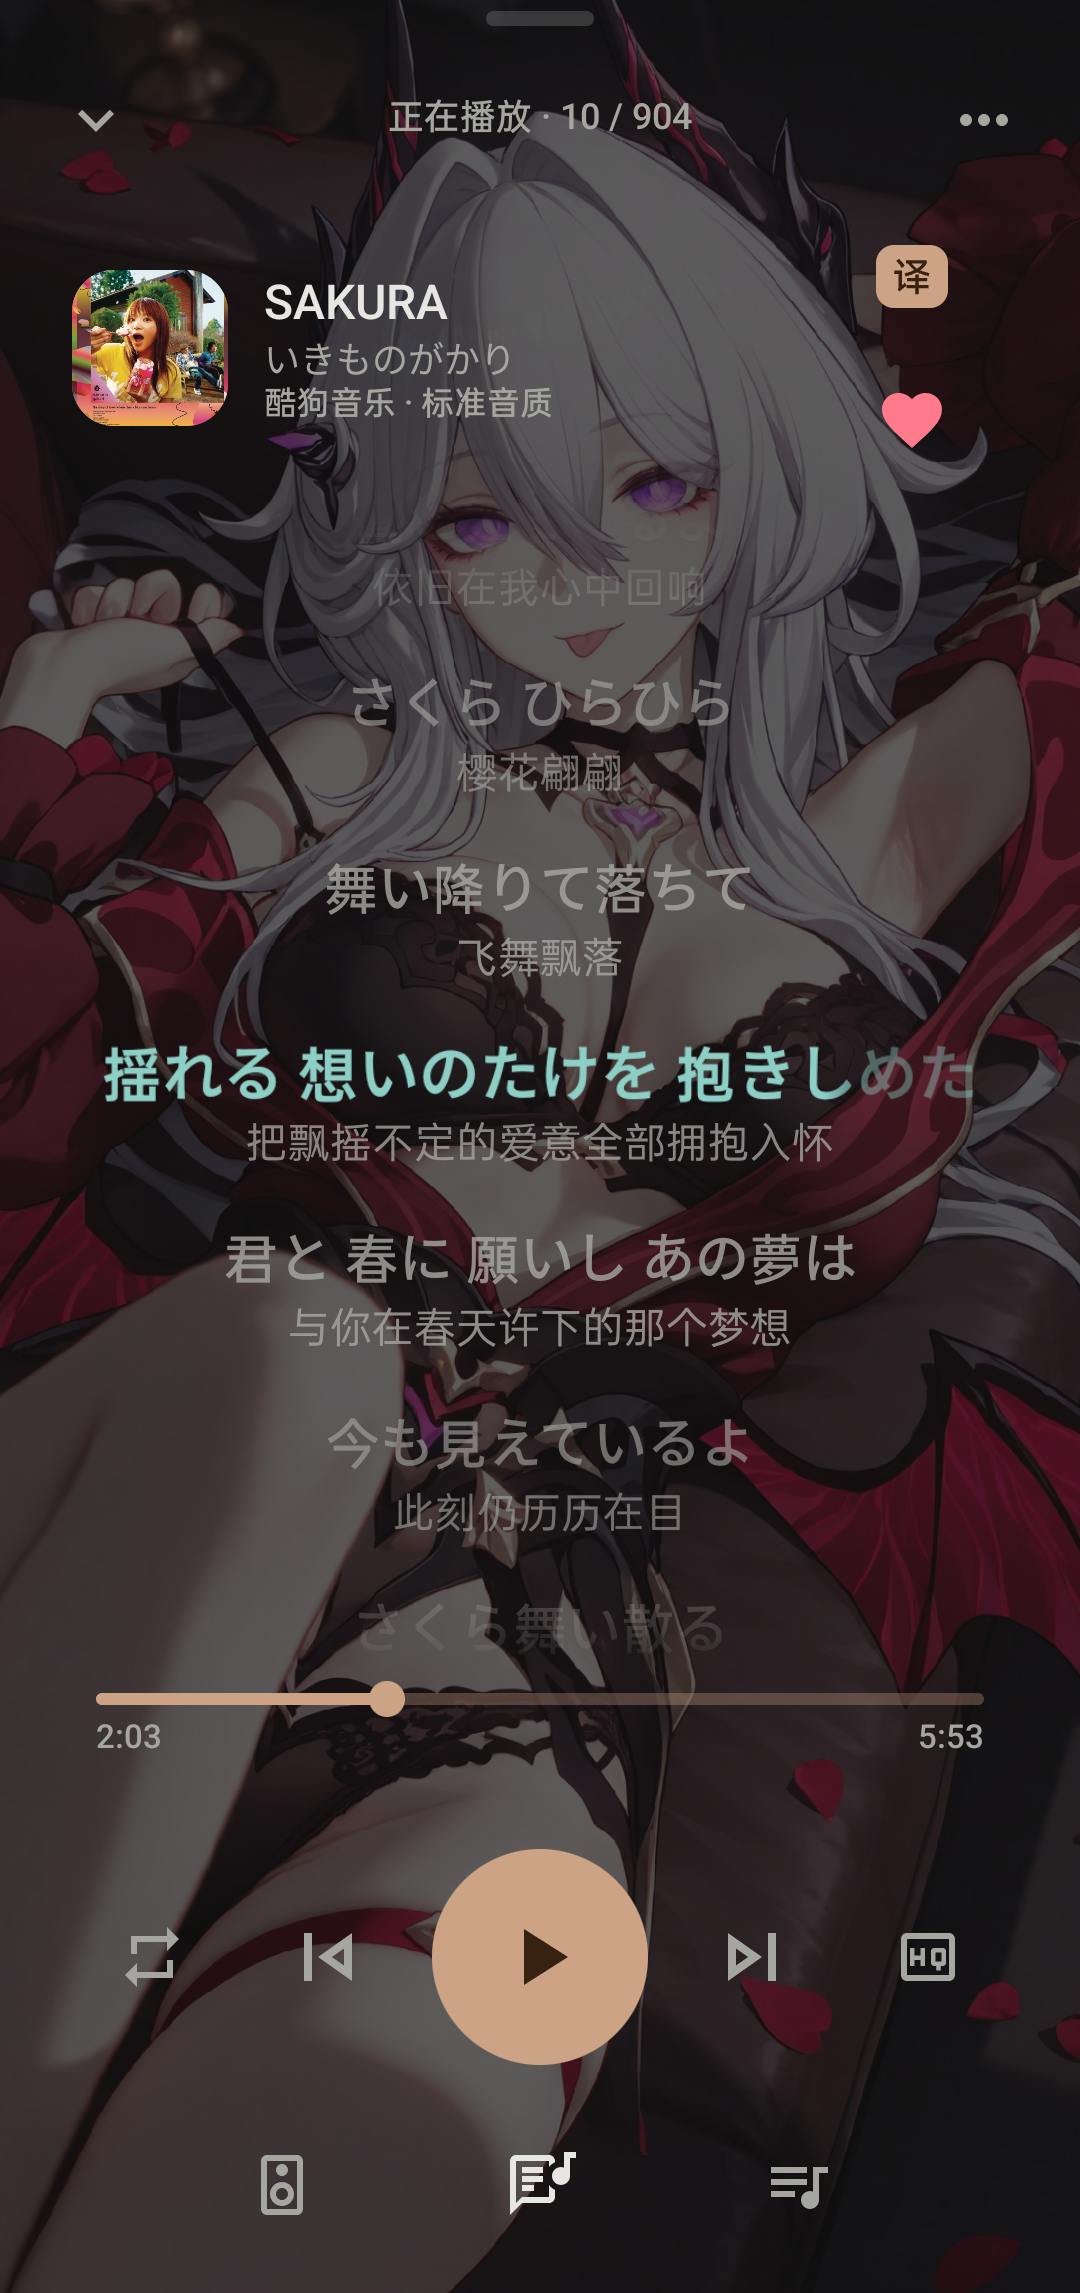 正在播放 · 10 / 904
译
SAKURA
いきものがかり
酷狗音乐 · 标准音质
依旧在我心中回响
さくら ひらひら
樱花翩翩
舞い降りて落ちて
飞舞飘落
揺れる 想いのたけを 抱きしめた
把飘摇不定的爱意全部拥抱入怀
君と 春に 願いし あの夢は
与你在春天许下的那个梦想
今も見えているよ
此刻仍历历在目
さくら舞い散る
2:03
5:53
HQ